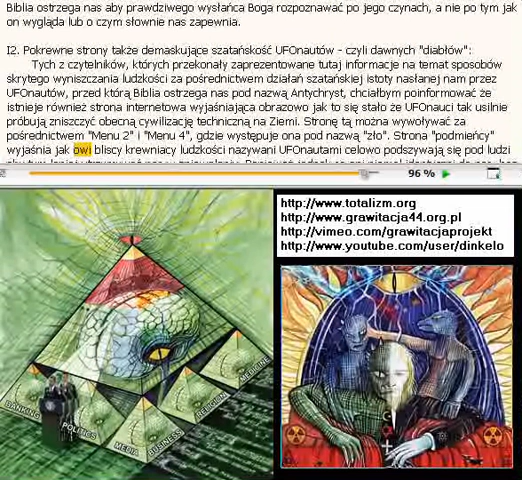 Biblia ostrzega nas aby prawdziwego wysłańca Boga rozpoznawać po jego czynach, a nie po tym jak
on wygląda lub o czym słownie nas zapewnia.
I2. Pokrewne strony także demaskujące szatańskość UFOnautów - czyli dawnych "diabłów":
Tych z czytelników, których przekonały zaprezentowane tutaj informacje na temat sposobów
skrytego wyniszczania ludzkości za pośrednictwem działań szatańskiej istoty nasłanej nam przez
UFOnautów, przed którą Biblia ostrzega nas pod nazwą Antychryst, chciałbym poinformować że
istnieje również strona internetowa wyjaśniająca obrazowo jak to się stało że UFOnauci tak usilnie
próbują zniszczyć obecną cywilizację techniczną na Ziemi. Stronę tą można wywoływać za
pośrednictwem "Menu 2" i "Menu 4", gdzie występuje ona pod nazwą "zło". Strona "podmieńcy"
wyjaśnia jak owi bliscy krewniacy ludzkości nazywani UFOnautami celowo podszywają się pod ludzi
96 %
http://www.totalizm.org
http://www.grawitacja44.org.pl
http://vimeo.com/grawitacjaprojekt
http://www.youtube.com/user/dinkelo
BANKING
POLITICS
MEDIA
BUSINESS
RELIGION
MEDICINE